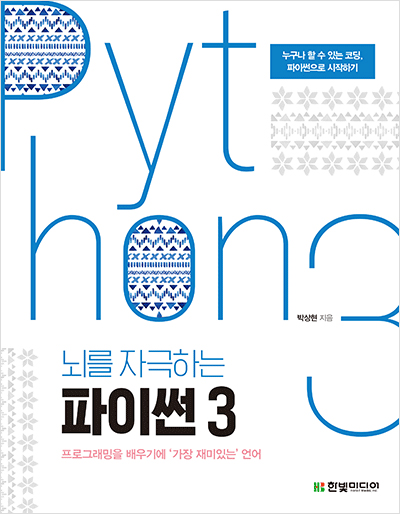 누구나 할 수 있는 코딩,
파이썬으로 시작하기
Pyt
hon3
박상현 지음
뇌를 자극하는
파이썬 3
프로그래밍을 배우기에 ‘가장 재미있는’ 언어
HB 한빛미디어